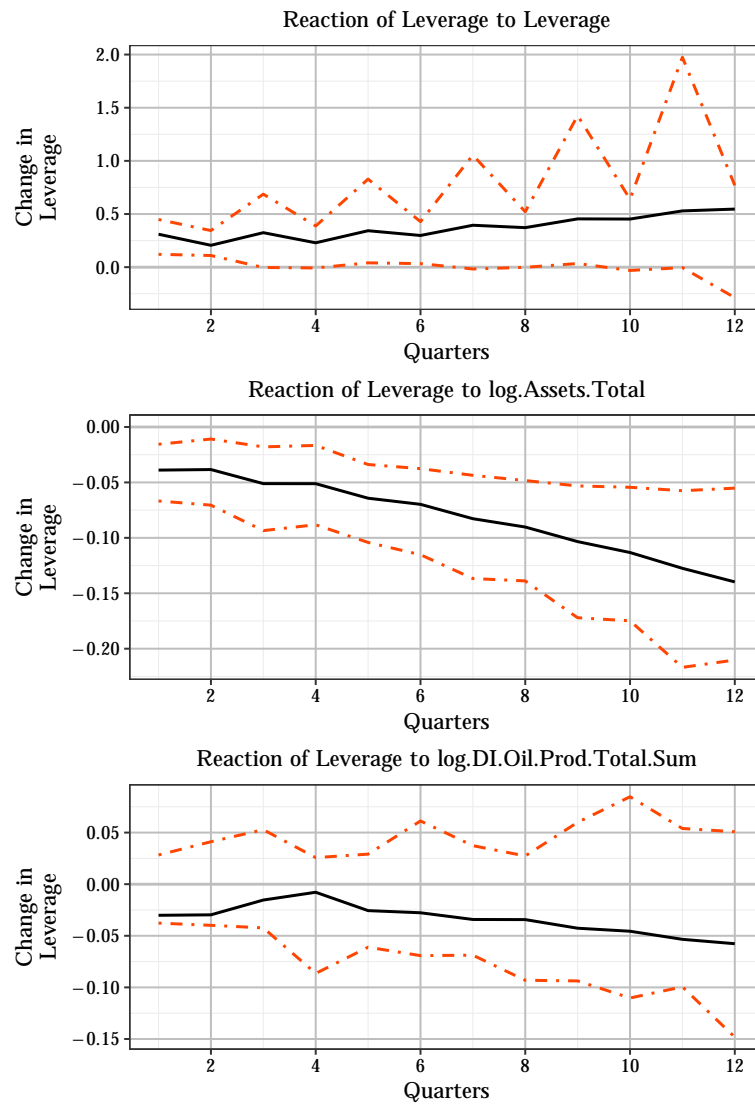 Reaction of Leverage to Leverage
2.0
1.5
1.0
0.5
0.0
Change in
Leverage
2 4 6 8 10 12
Quarters
Reaction of Leverage to log.Assets.Total
0.00
−0.05
−0.10
−0.15
−0.20
Change in
Leverage
2 4 6 8 10 12
Quarters
Reaction of Leverage to log.DI.Oil.Prod.Total.Sum
0.05
0.00
−0.05
−0.10
−0.15
Change in
Leverage
2 4 6 8 10 12
Quarters